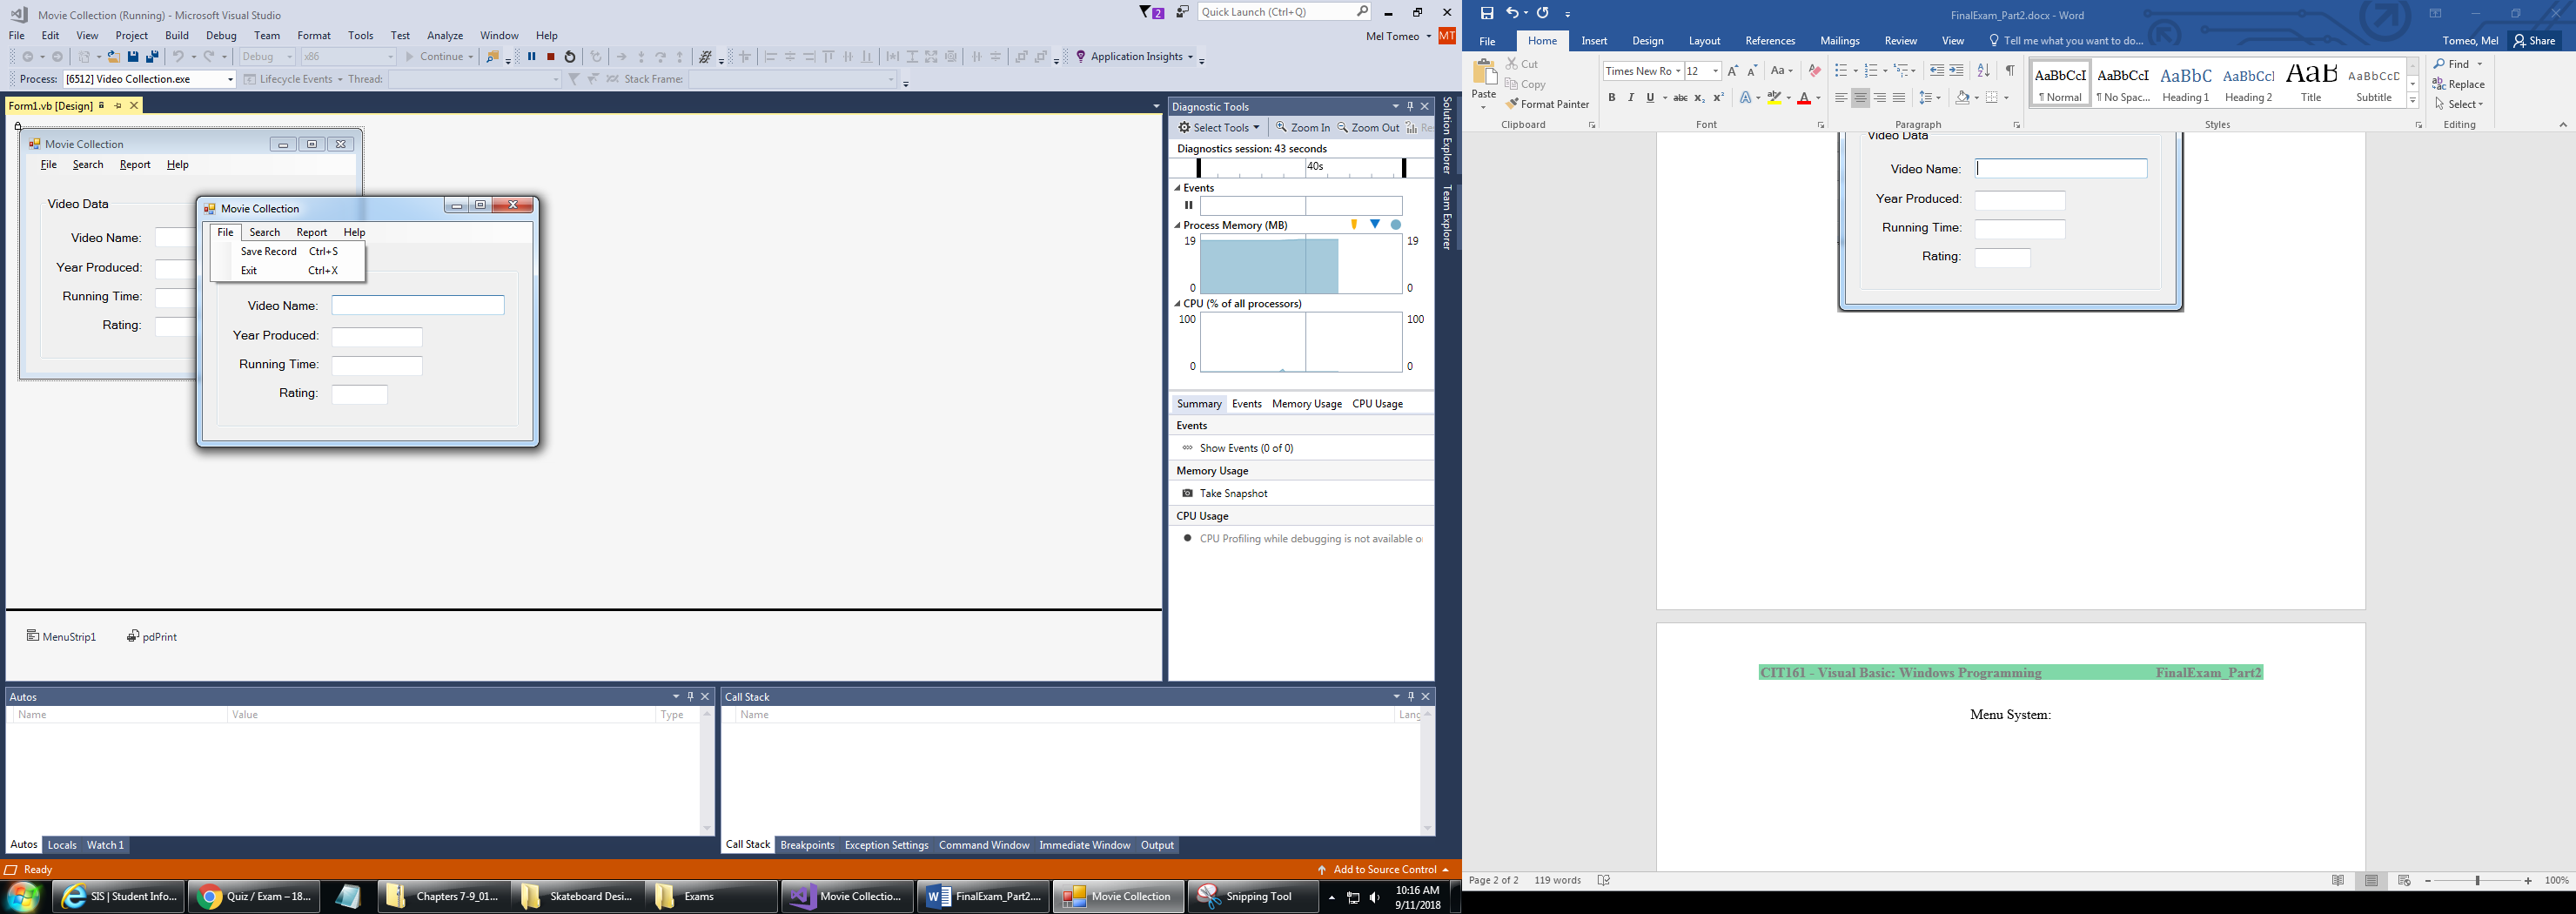 Movie Collection (Running) - Microsoft Visual Studio
2
Quick Launch (Ctrl+Q)
File Edit View Project Build Debug Team Format Tools Test Analyze Window Help
Mel Tomeo MT
Debug x86 Continue Application Insights
Process: [6512] Video Collection.exe Lifecycle Events Thread: Stack Frame:
Form1.vb [Design]
Movie Collection
File Search Report Help
Video Data
Video Name:
Year Produced:
Running Time:
Rating:
Movie Collection
File Search Report Help
Save Record Ctrl+S
Exit Ctrl+X
Video Name:
Year Produced:
Running Time:
Rating:
MenuStrip1 pdPrint
Diagnostic Tools
Select Tools Zoom In Zoom Out Res
Diagnostics session: 43 seconds
40s
Events
Process Memory (MB)
19 19
0 0
CPU (% of all processors)
100 100
0 0
Summary Events Memory Usage CPU Usage
Events
Show Events (0 of 0)
Memory Usage
Take Snapshot
CPU Usage
CPU Profiling while debugging is not available o
Solution Explorer
Team Explorer
Autos
Name Value Type
Autos Locals Watch 1
Call Stack
Name Lang
Call Stack Breakpoints Exception Settings Command Window Immediate Window Output
Ready
Add to Source Control
SIS | Student Info... Quiz / Exam – 18... Chapters 7-9_01... Skateboard Desi... Exams Movie Collectio... FinalExam_Part2.... Movie Collection Snipping Tool
10:16 AM
9/11/2018
FinalExam_Part2.docx - Word
File Home Insert Design Layout References Mailings Review View Tell me what you want to do...
Tomeo, Mel Share
Paste
Cut
Copy
Format Painter
Clipboard
Times New Ro 12
Font
Paragraph
AaBbCcI AaBbCcI AaBbC AaBbCcI AaB AaBbCcD
¶ Normal ¶ No Spac... Heading 1 Heading 2 Title Subtitle
Styles
Find
Replace
Select
Editing
Video Data
Video Name:
Year Produced:
Running Time:
Rating:
CIT161 - Visual Basic: Windows Programming FinalExam_Part2
Menu System:
Page 2 of 2 119 words
100%